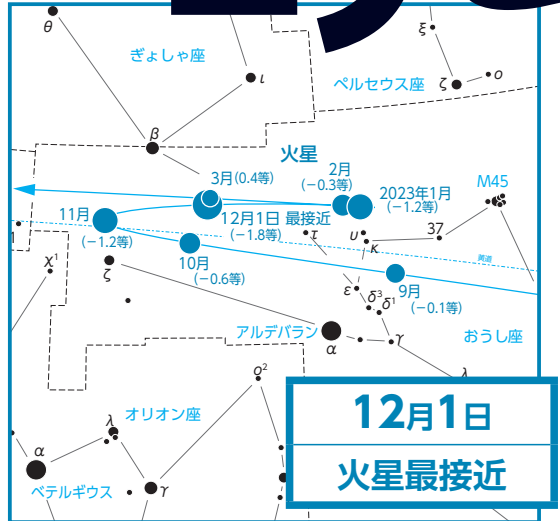 θ
ぎょしゃ座
ι
ξ
ペルセウス座
ζ
ο
β
火星
3月(0.4等)
2月
(−0.3等)
2023年1月
(−1.2等)
M45
11月
(−1.2等)
12月1日 最接近
(−1.8等)
τ
υ
κ
37
黄道
1
χ¹
ζ
10月
(−0.6等)
ε
δ³
δ¹
9月
(−0.1等)
アルデバラン
α
γ
おうし座
ο²
λ
オリオン座
λ
α
ベテルギウス
γ
12月1日
火星最接近